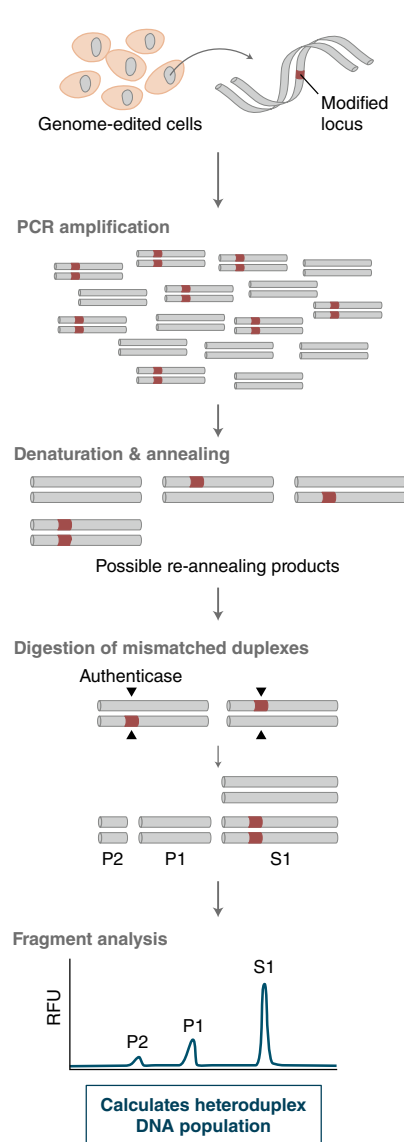 Genome-edited cells
Modified
locus
PCR amplification
Denaturation & annealing
Possible re-annealing products
Digestion of mismatched duplexes
Authenticase
P2
P1
S1
Fragment analysis
RFU
P2
P1
S1
Calculates heteroduplex
DNA population